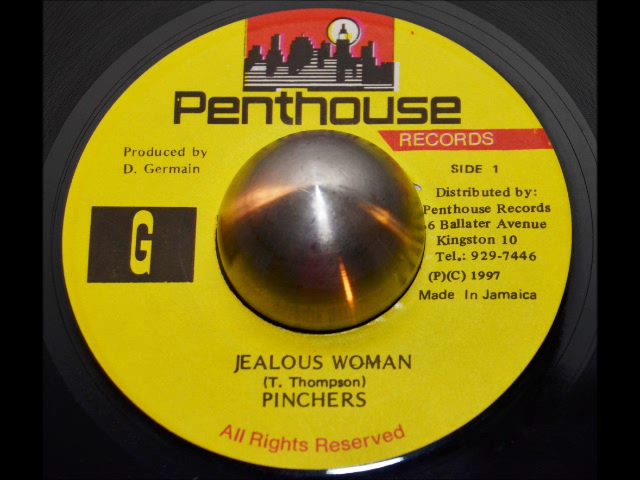 Penthouse
RECORDS
Produced by
D. Germain
SIDE 1
G
Distributed by:
Penthouse Records
6 Ballater Avenue
Kingston 10
Tel.: 929-7446
(P)(C) 1997
Made In Jamaica
JEALOUS WOMAN
(T. Thompson)
PINCHERS
All Rights Reserved